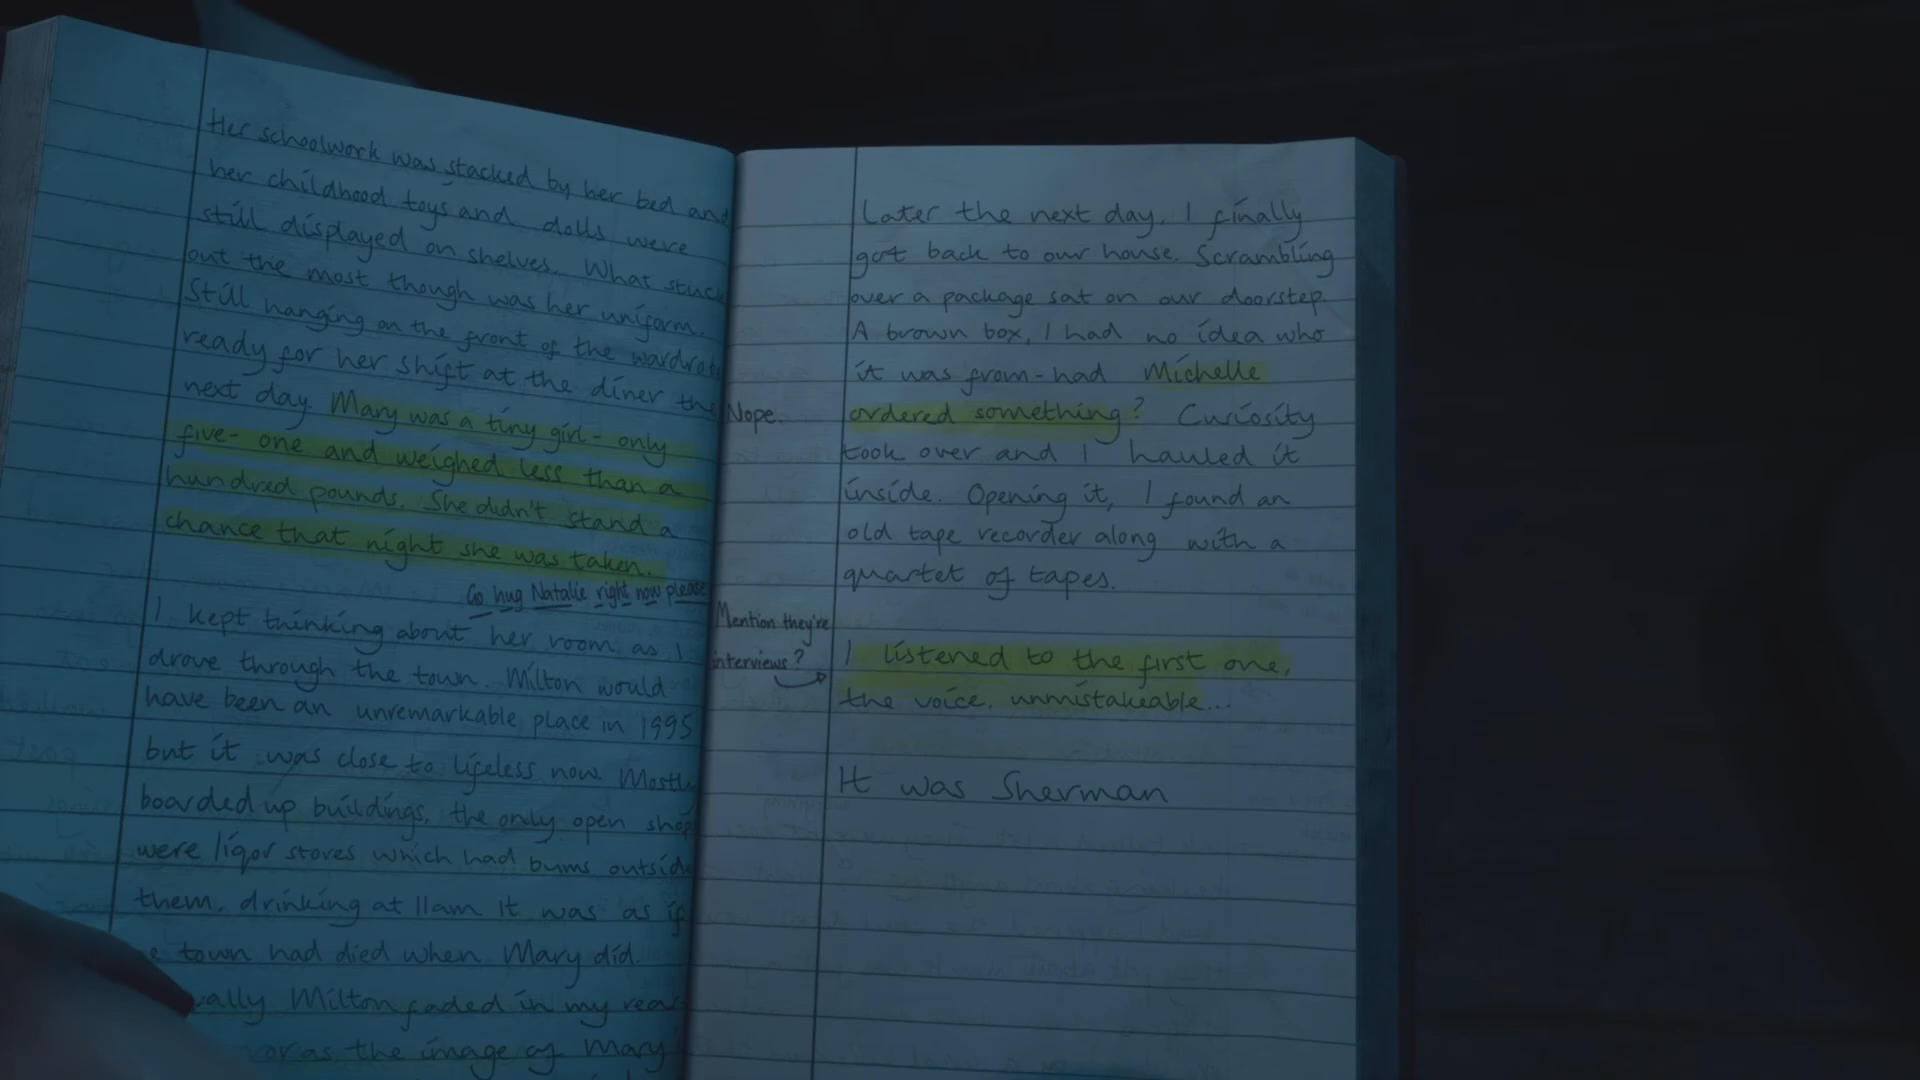 Her schoolwork was stacked by her bed and
her childhood toys and dolls were
still displayed on shelves. What stuck
out the most though was her uniform.
Still hanging on the front of the wardrobe
ready for her shift at the diner the
next day. Mary was a tiny girl - only
five-one and weighed less than a
hundred pounds. She didn't stand a
chance that night she was taken.
Go hug Natalie right now please
I kept thinking about her room as I
drove through the town. Milton would
have been an unremarkable place in 1995
but it was close to lifeless now. Mostly
boarded up buildings, the only open shop
were liqor stores which had bums outside
them, drinking at 11am It was as if
e town had died when Mary did.
ually Milton faded in my rear
as the image of Mary
Later the next day, I finally
got back to our house. Scrambling
over a package sat on our doorstep.
A brown box, I had no idea who
it was from - had Michelle
Nope.
ordered something? Curiosity
took over and I hauled it
inside. Opening it, I found an
old tape recorder along with a
quartet of tapes.
Mention they're
interviews?
I listened to the first one,
the voice, unmistakeable...
It was Sherman